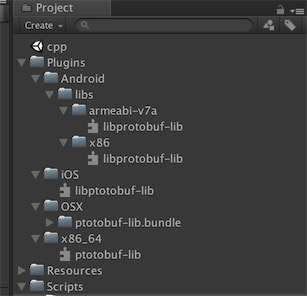 Project
Create
cpp
Plugins
Android
libs
armeabi-v7a
libprotobuf-lib
x86
libprotobuf-lib
iOS
libptotobuf-lib
OSX
ptotobuf-lib.bundle
x86_64
ptotobuf-lib
Resources
Scripts